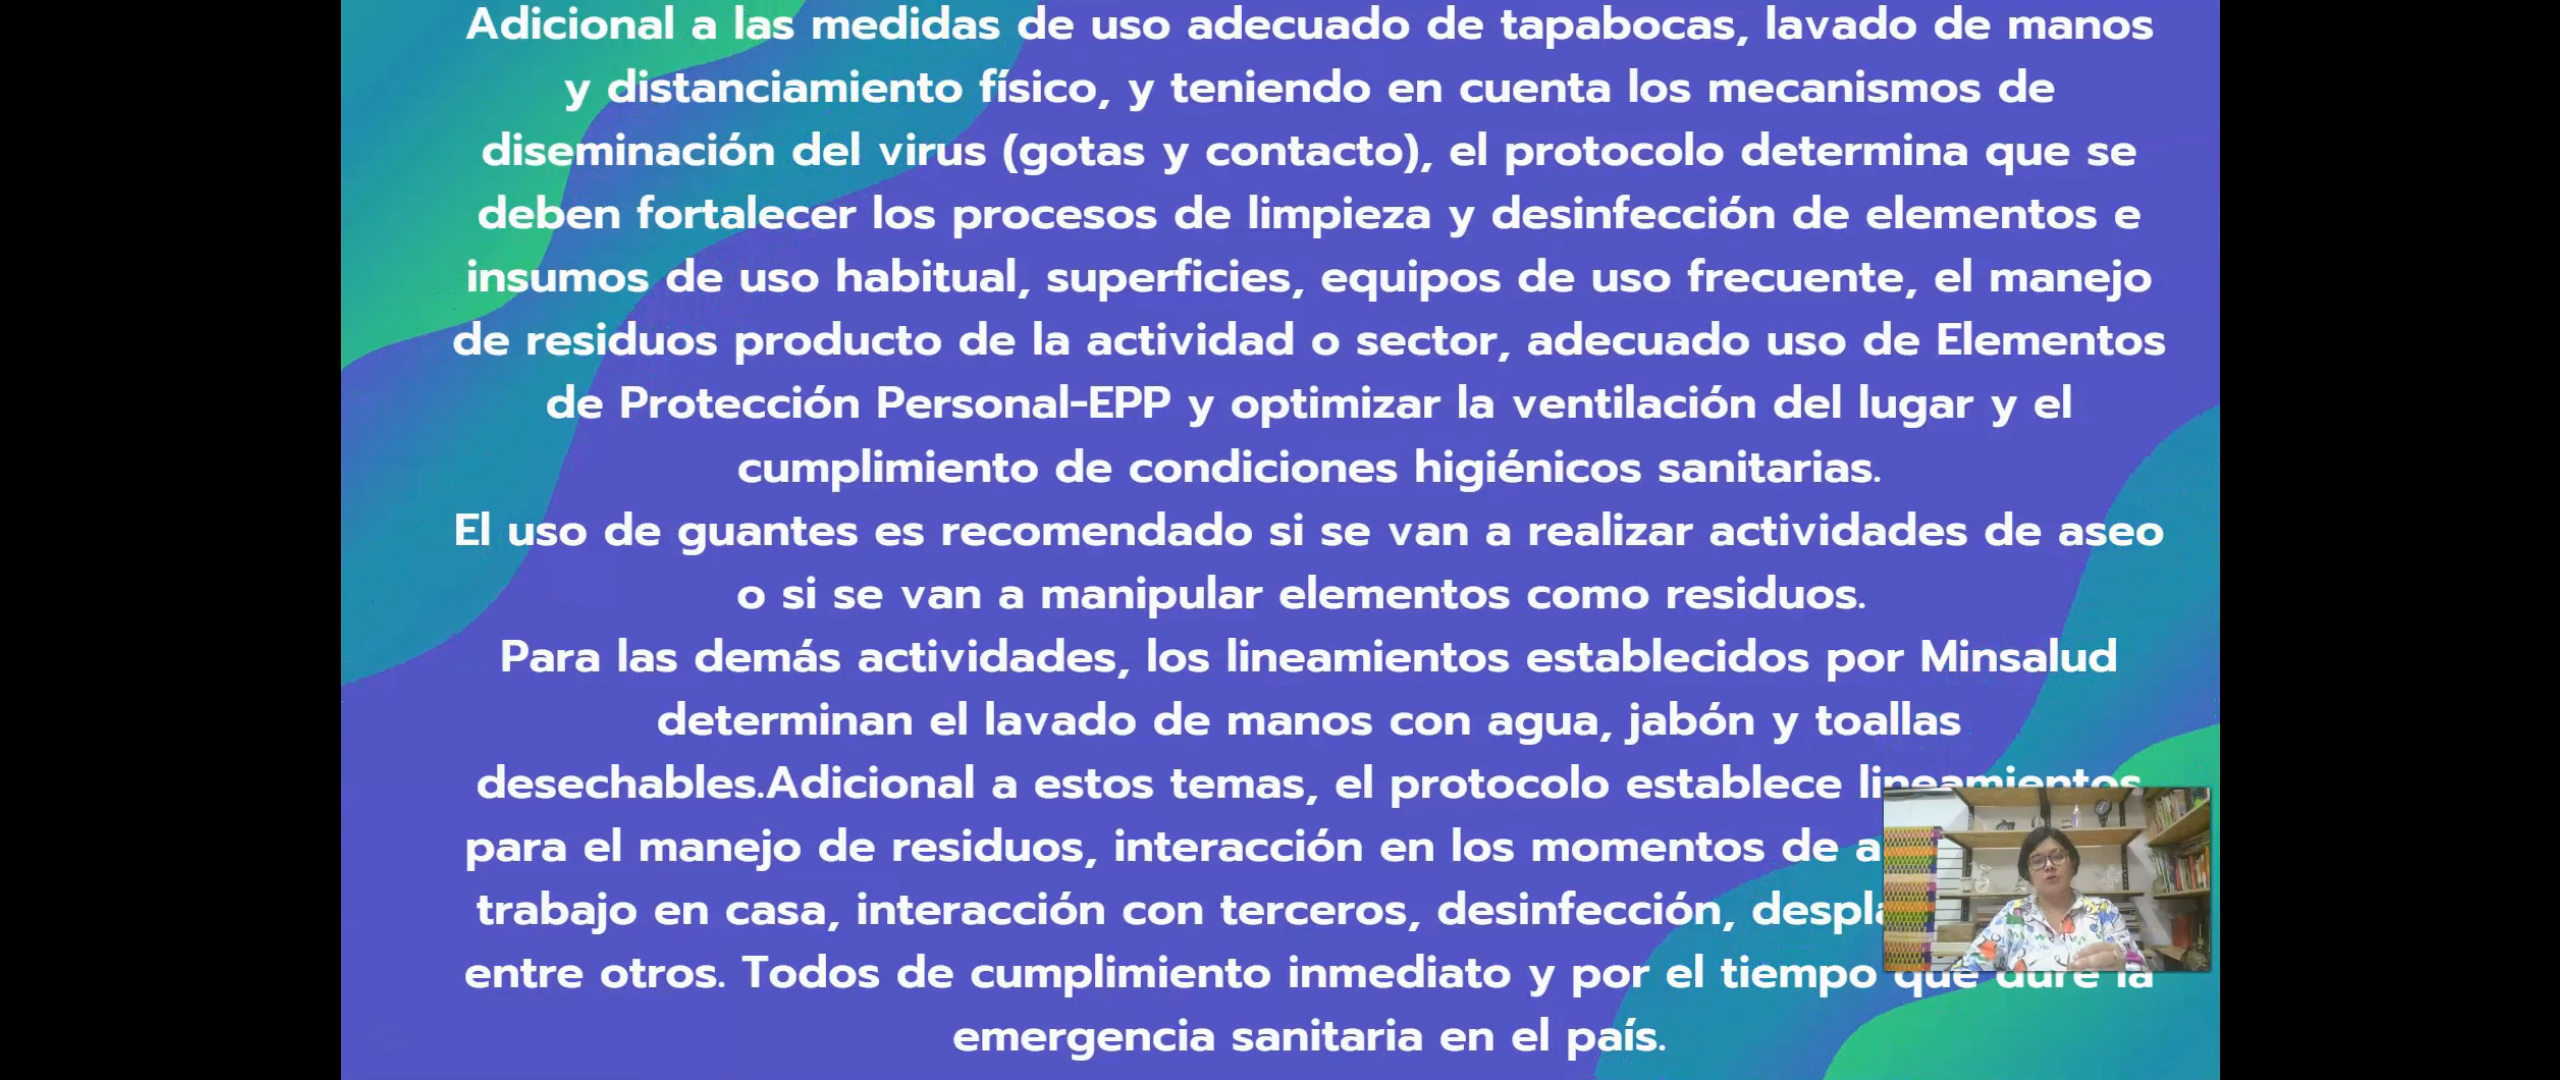 Adicional a las medidas de uso adecuado de tapabocas, lavado de manos
y distanciamiento físico, y teniendo en cuenta los mecanismos de
diseminación del virus (gotas y contacto), el protocolo determina que se
deben fortalecer los procesos de limpieza y desinfección de elementos e
insumos de uso habitual, superficies, equipos de uso frecuente, el manejo
de residuos producto de la actividad o sector, adecuado uso de Elementos
de Protección Personal-EPP y optimizar la ventilación del lugar y el
cumplimiento de condiciones higiénicos sanitarias.
El uso de guantes es recomendado si se van a realizar actividades de aseo
o si se van a manipular elementos como residuos.
Para las demás actividades, los lineamientos establecidos por Minsalud
determinan el lavado de manos con agua, jabón y toallas
desechables.Adicional a estos temas, el protocolo establece lineamientos
para el manejo de residuos, interacción en los momentos de
trabajo en casa, interacción con terceros, desinfección,
entre otros. Todos de cumplimiento inmediato y por el tiempo que dure la
emergencia sanitaria en el país.